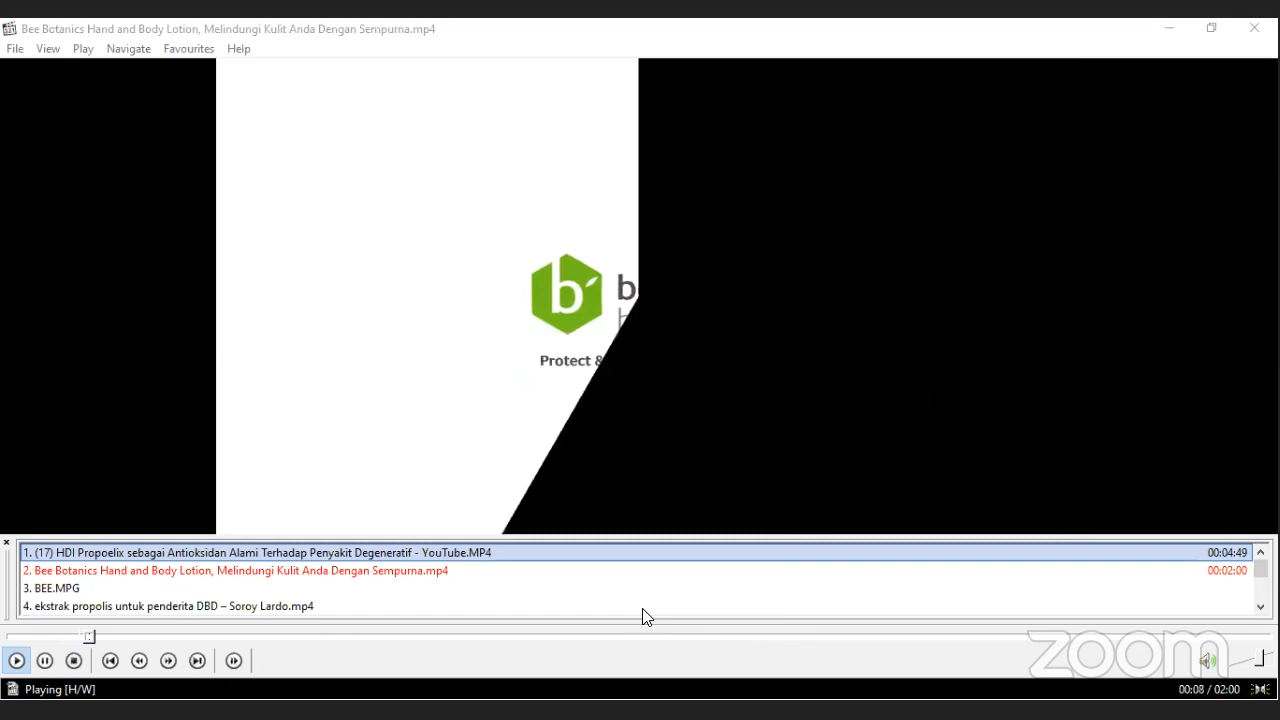 Bee Botanics Hand and Body Lotion, Melindungi Kulit Anda Dengan Sempurna.mp4
File View Play Navigate Favourites Help
b
b
Protect &
1. (17) HDI Propoelix sebagai Antioksidan Alami Terhadap Penyakit Degeneratif - YouTube.MP4 00:04:49
2. Bee Botanics Hand and Body Lotion, Melindungi Kulit Anda Dengan Sempurna.mp4 00:02:00
3. BEE.MPG
4. ekstrak propolis untuk penderita DBD – Soroy Lardo.mp4
zoom
Playing [H/W] 00:08 / 02:00